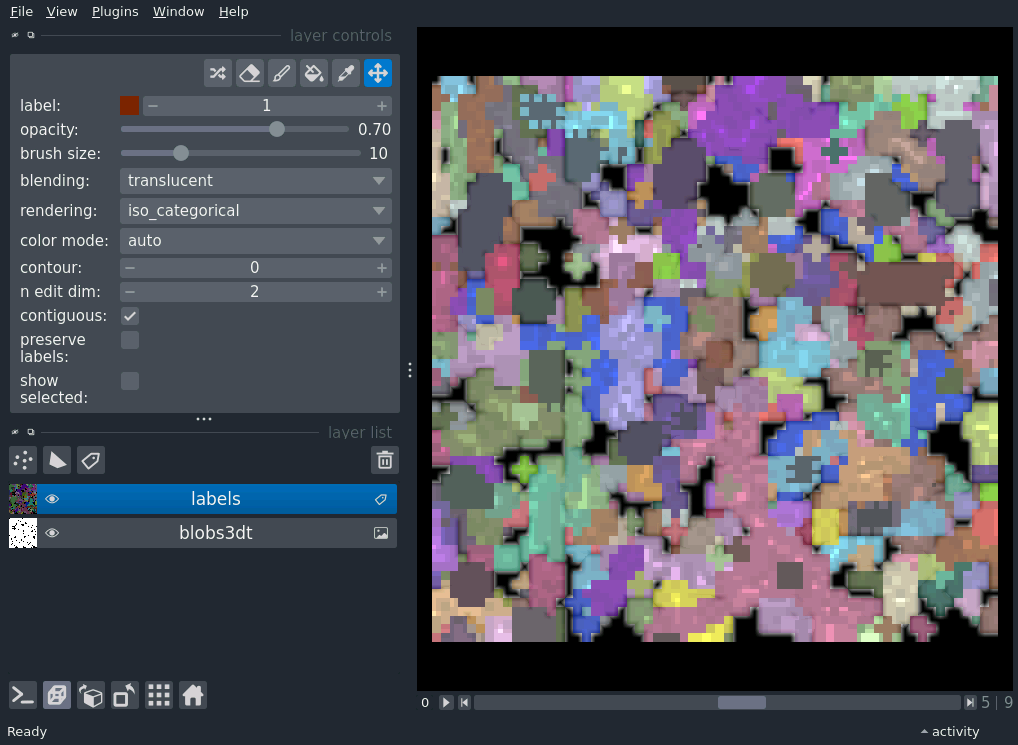 File View Plugins Window Help
layer controls
label: 1
opacity: 0.70
brush size: 10
blending: translucent
rendering: iso_categorical
color mode: auto
contour: 0
n edit dim: 2
contiguous:
preserve
labels:
show
selected:
layer list
labels
blobs3dt
0 5 | 9
Ready activity